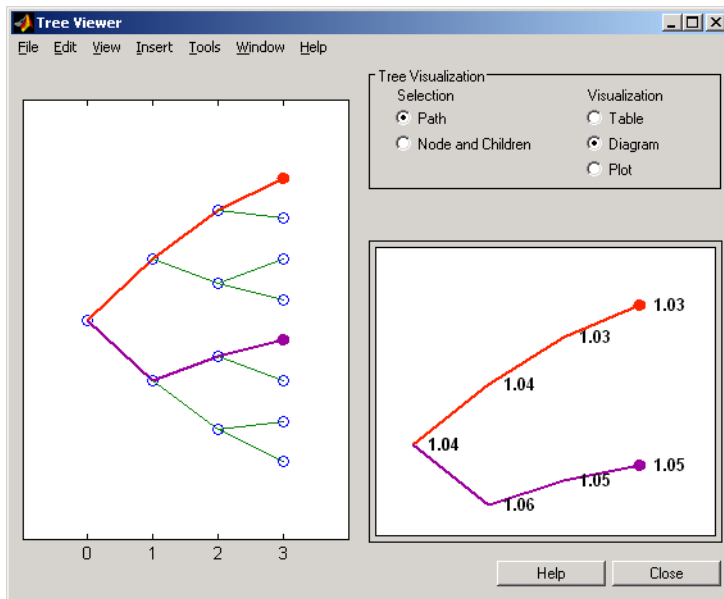 Tree Viewer
File Edit View Insert Tools Window Help
Tree Visualization
Selection
Visualization
Path
Table
Node and Children
Diagram
Plot
1.03
1.03
1.04
1.04
1.05
1.05
1.06
0 1 2 3
Help
Close